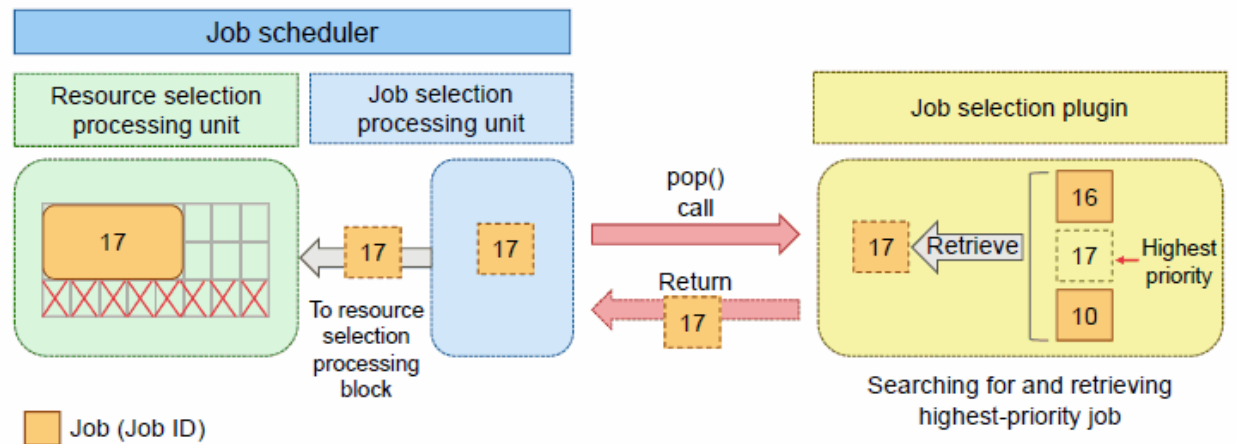 Job scheduler
Resource selection
processing unit
Job selection
processing unit
Job selection plugin
17
17
To resource
selection
processing
block
17
pop()
call
Return
17
17
Retrieve
16
17
10
Highest
priority
Searching for and retrieving
highest-priority job
Job (Job ID)